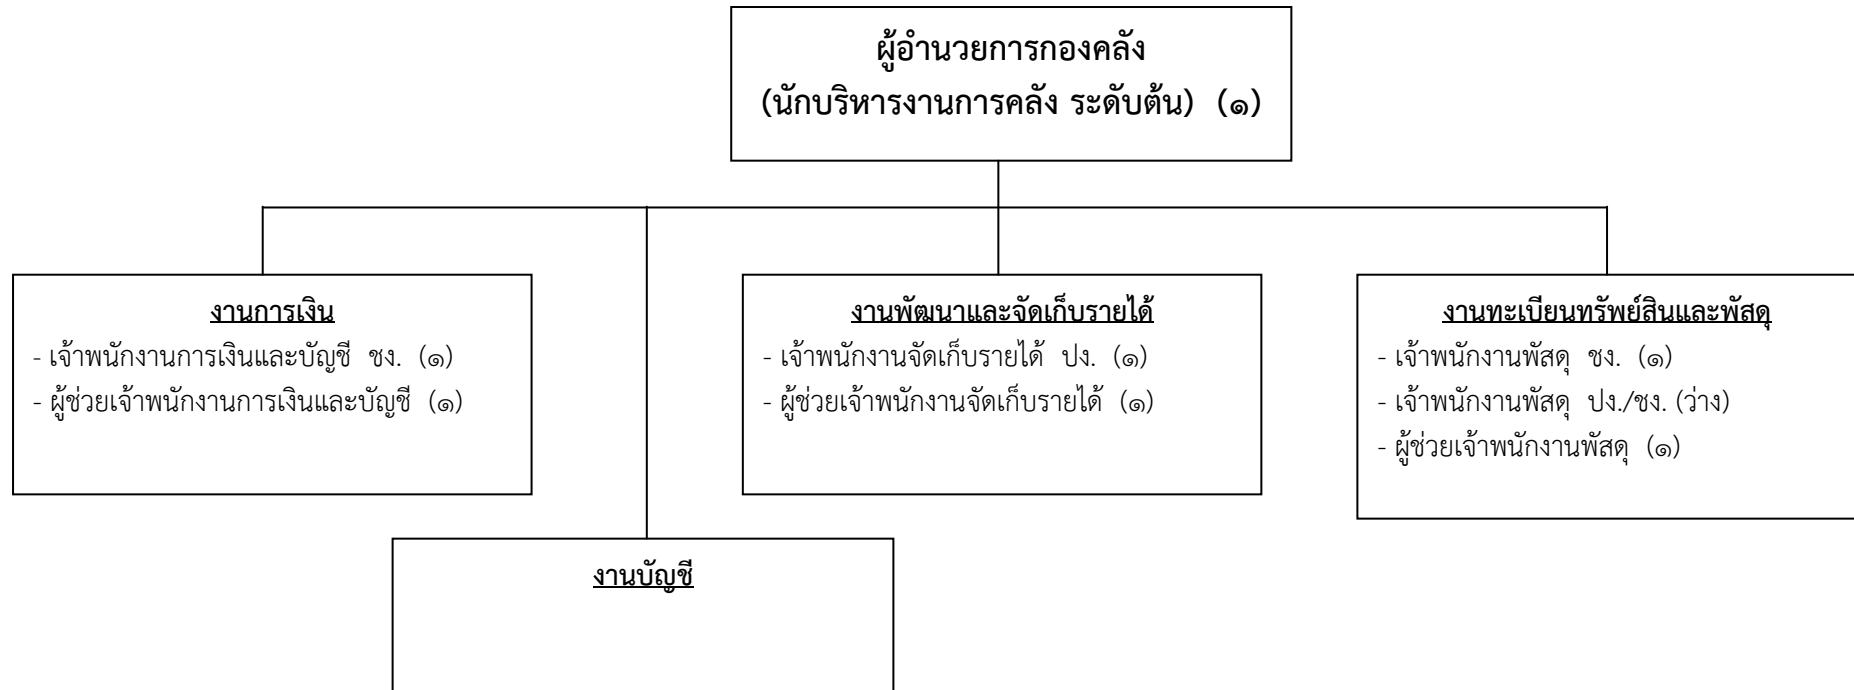 ผู้อำนวยการกองคลัง
(นักบริหารงานการคลัง ระดับต้น) (๑)
งานการเงิน
- เจ้าพนักงานการเงินและบัญชี ชง. (๑)
- ผู้ช่วยเจ้าพนักงานการเงินและบัญชี (๑)
งานพัฒนาและจัดเก็บรายได้
- เจ้าพนักงานจัดเก็บรายได้ ปง. (๑)
- ผู้ช่วยเจ้าพนักงานจัดเก็บรายได้ (๑)
งานทะเบียนทรัพย์สินและพัสดุ
- เจ้าพนักงานพัสดุ ชง. (๑)
- เจ้าพนักงานพัสดุ ปง./ชง. (ว่าง)
- ผู้ช่วยเจ้าพนักงานพัสดุ (๑)
งานบัญชี